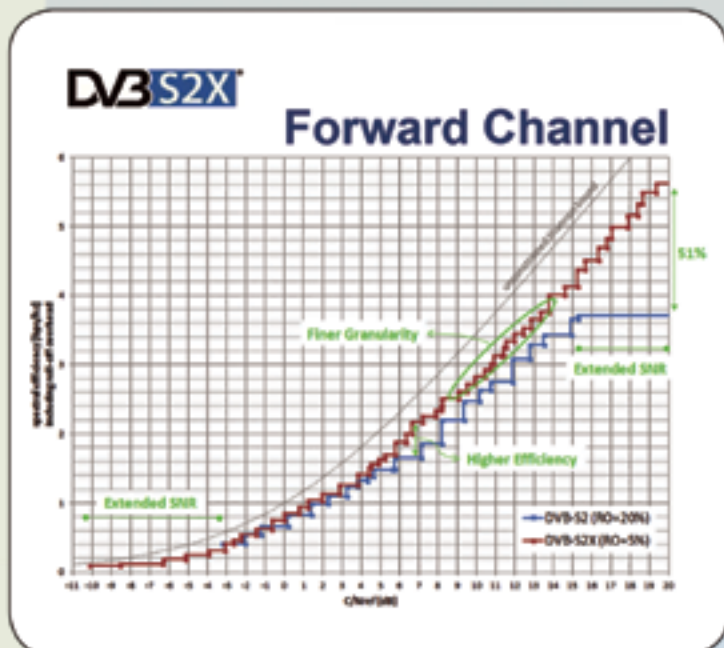 DVB S2X
Forward Channel
6
5
51%
4
Finer Granularity
3
Extended SNR
2
Higher Efficiency
1
Extended SNR
DVB-S2 (RO=20%)
DVB-S2X (RO=5%)
0
-11 -10 -9 -8 -7 -6 -5 -4 -3 -2 -1 0 1 2 3 4 5 6 7 8 9 10 11 12 13 14 15 16 17 18 19 20